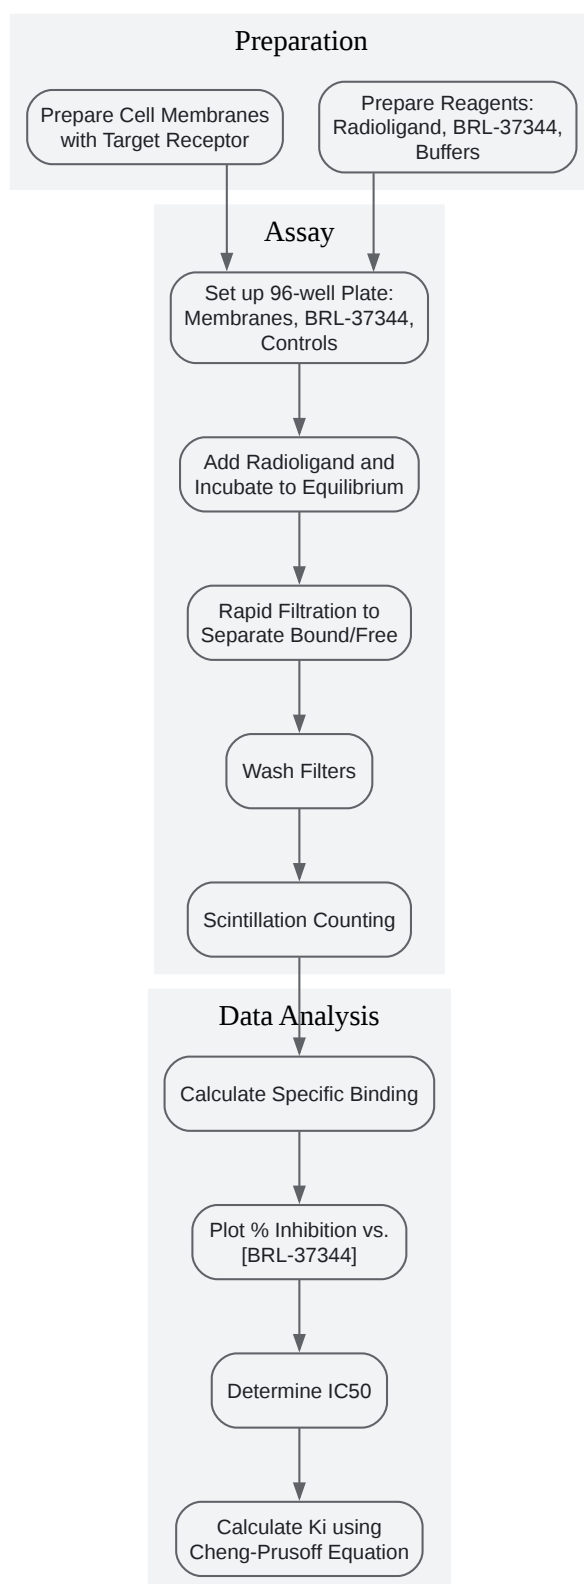 Preparation
Prepare Cell Membranes
with Target Receptor
Prepare Reagents:
Radioligand, BRL-37344,
Buffers
Assay
Set up 96-well Plate:
Membranes, BRL-37344,
Controls
Add Radioligand and
Incubate to Equilibrium
Rapid Filtration to
Separate Bound/Free
Wash Filters
Scintillation Counting
Data Analysis
Calculate Specific Binding
Plot % Inhibition vs.
[BRL-37344]
Determine IC50
Calculate Ki using
Cheng-Prusoff Equation